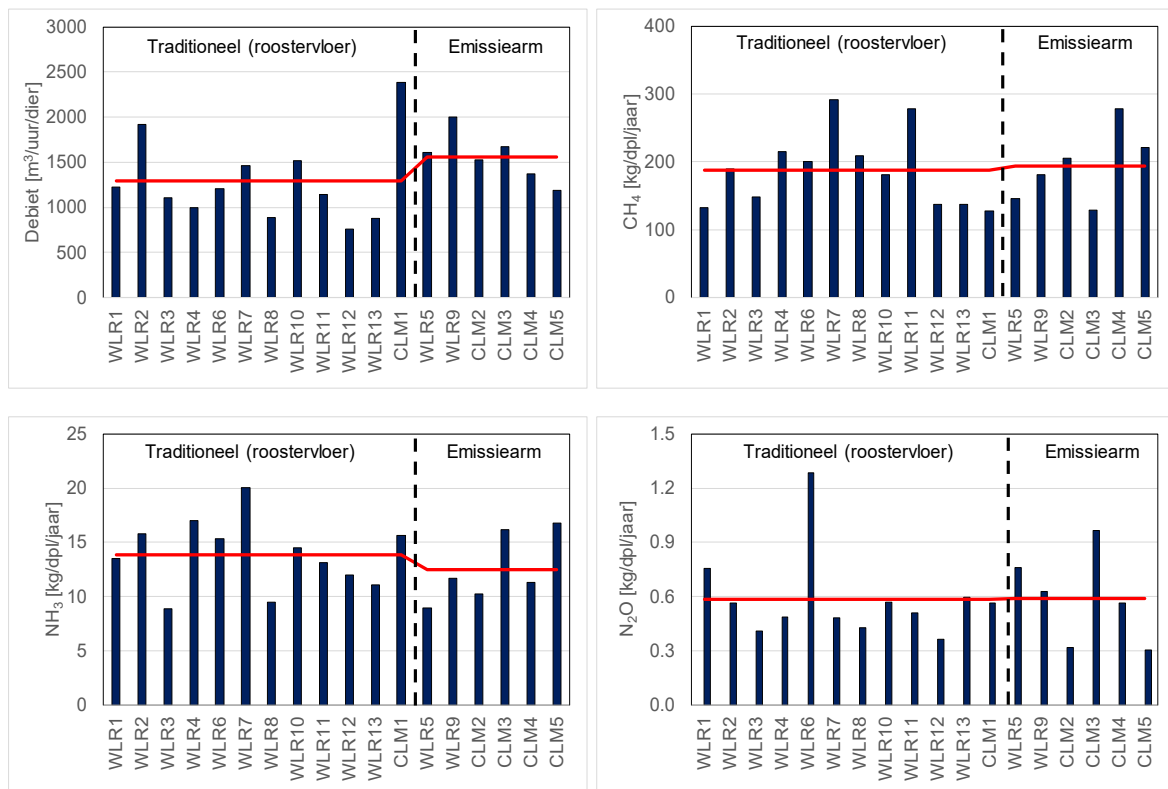 3000
2500
2000
1500
1000
500
0
Debiet [m³/uur/dier]
Traditioneel (roostervloer)
Emissiearm
WLR1
WLR2
WLR3
WLR4
WLR6
WLR7
WLR8
WLR10
WLR11
WLR12
WLR13
CLM1
WLR5
WLR9
CLM2
CLM3
CLM4
CLM5
400
300
200
100
0
CH₄ [kg/dpl/jaar]
Traditioneel (roostervloer)
Emissiearm
WLR1
WLR2
WLR3
WLR4
WLR6
WLR7
WLR8
WLR10
WLR11
WLR12
WLR13
CLM1
WLR5
WLR9
CLM2
CLM3
CLM4
CLM5
25
20
15
10
5
0
NH₃ [kg/dpl/jaar]
Traditioneel (roostervloer)
Emissiearm
WLR1
WLR2
WLR3
WLR4
WLR6
WLR7
WLR8
WLR10
WLR11
WLR12
WLR13
CLM1
WLR5
WLR9
CLM2
CLM3
CLM4
CLM5
1.5
1.2
0.9
0.6
0.3
0.0
N₂O [kg/dpl/jaar]
Traditioneel (roostervloer)
Emissiearm
WLR1
WLR2
WLR3
WLR4
WLR6
WLR7
WLR8
WLR10
WLR11
WLR12
WLR13
CLM1
WLR5
WLR9
CLM2
CLM3
CLM4
CLM5